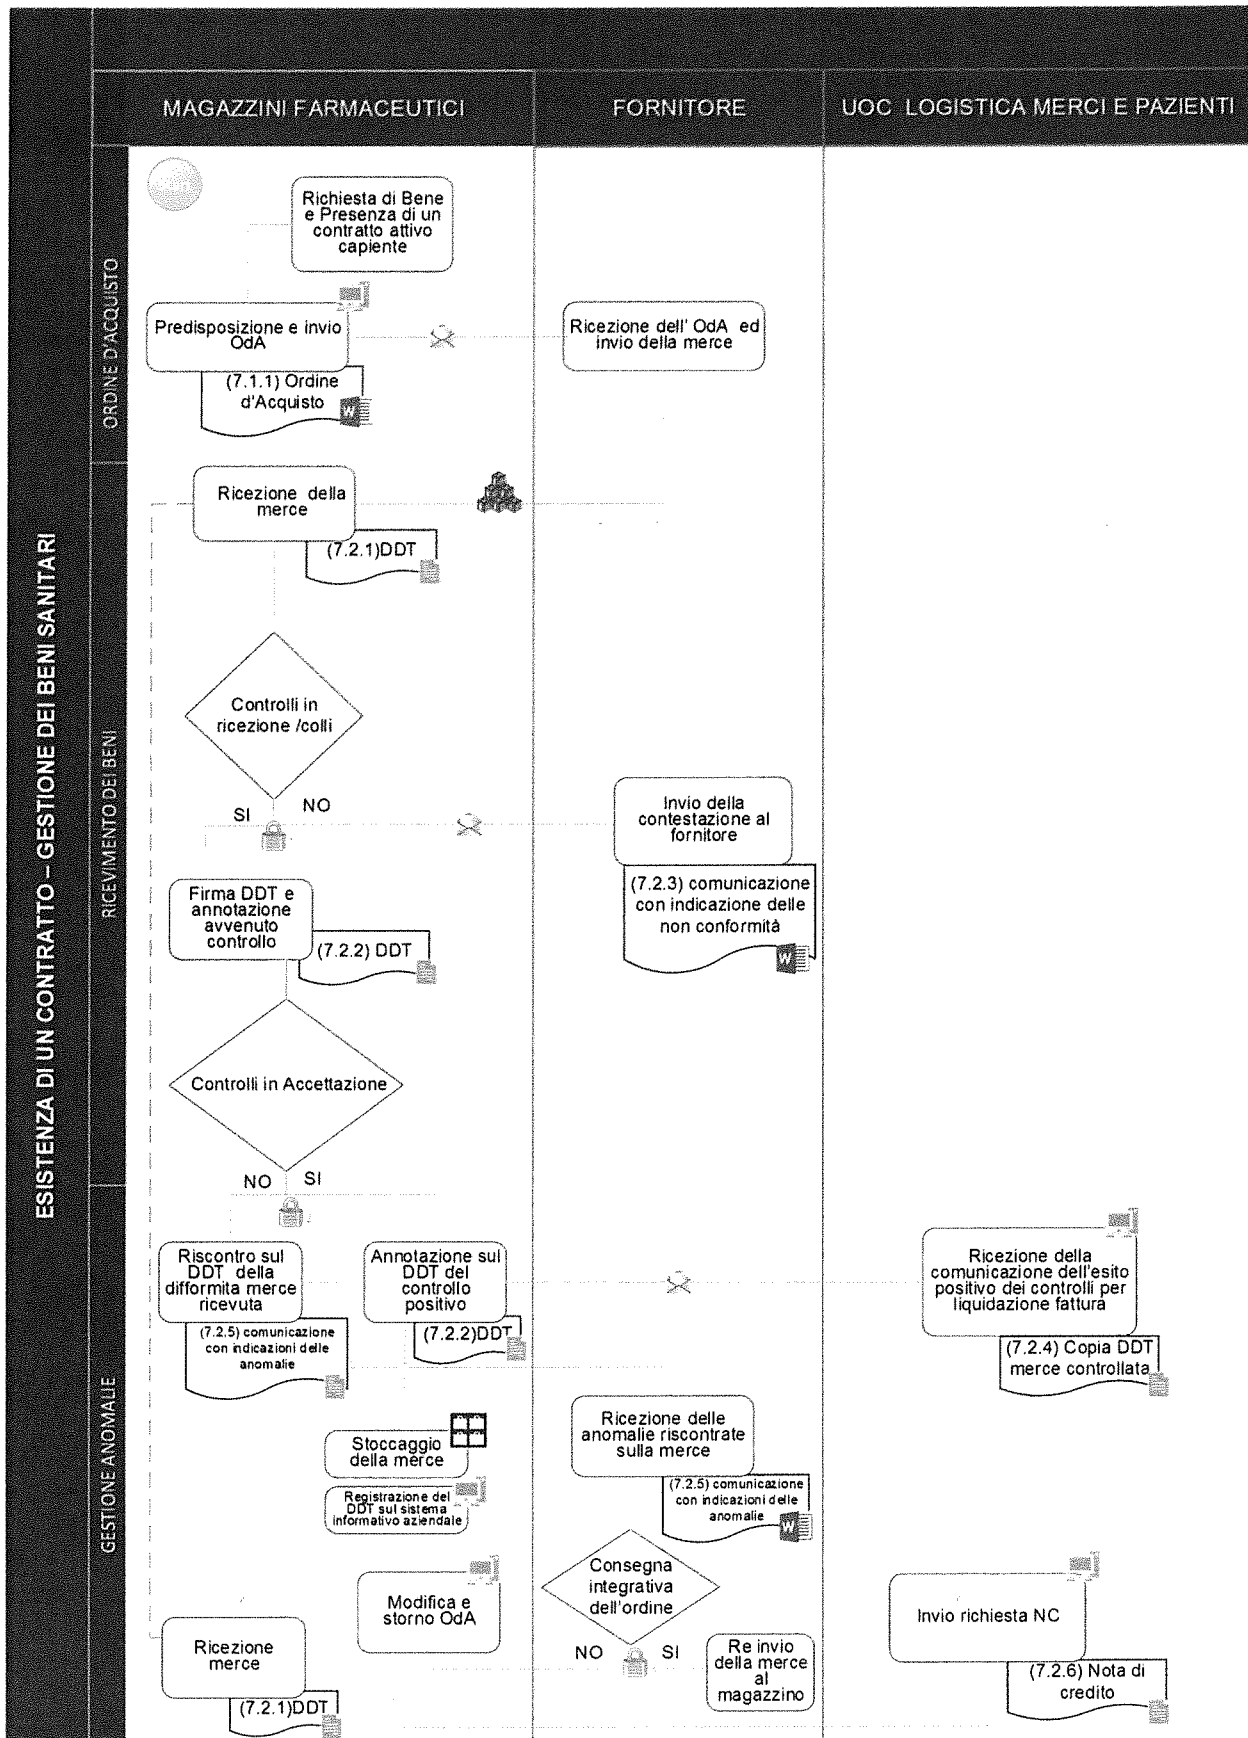 MAGAZZINI FARMACEUTICI
FORNITORE
UOC LOGISTICA MERCI E PAZIENTI
ESISTENZA DI UN CONTRATTO – GESTIONE DEI BENI SANITARI
ORDINE D'ACQUISTO
Richiesta di Bene
e Presenza di un
contratto attivo
capiente
Predisposizione e invio
OdA
(7.1.1) Ordine
d'Acquisto
W
Ricezione dell' OdA ed
invio della merce
RICEVIMENTO DEI BENI
Ricezione della
merce
(7.2.1)DDT
Controlli in
ricezione /colli
SI
NO
Invio della
contestazione al
fornitore
(7.2.3) comunicazione
con indicazione delle
non conformità
W
Firma DDT e
annotazione
avvenuto
controllo
(7.2.2) DDT
Controlli in Accettazione
NO
SI
GESTIONE ANOMALIE
Riscontro sul
DDT della
difformita merce
ricevuta
(7.2.5) comunicazione
con indicazioni delle
anomalie
Annotazione sul
DDT del
controllo
positivo
(7.2.2)DDT
Ricezione della
comunicazione dell'esito
positivo dei controlli per
liquidazione fattura
(7.2.4) Copia DDT
merce controllata
Stoccaggio
della merce
Registrazione del
DDT sul sistema
informativo aziendale
Ricezione delle
anomalie riscontrate
sulla merce
(7.2.5) comunicazione
con indicazioni delle
anomalie
W
Consegna
integrativa
dell'ordine
NO
SI
Modifica e
storno OdA
Re invio
della merce
al
magazzino
Invio richiesta NC
(7.2.6) Nota di
credito
Ricezione
merce
(7.2.1)DDT